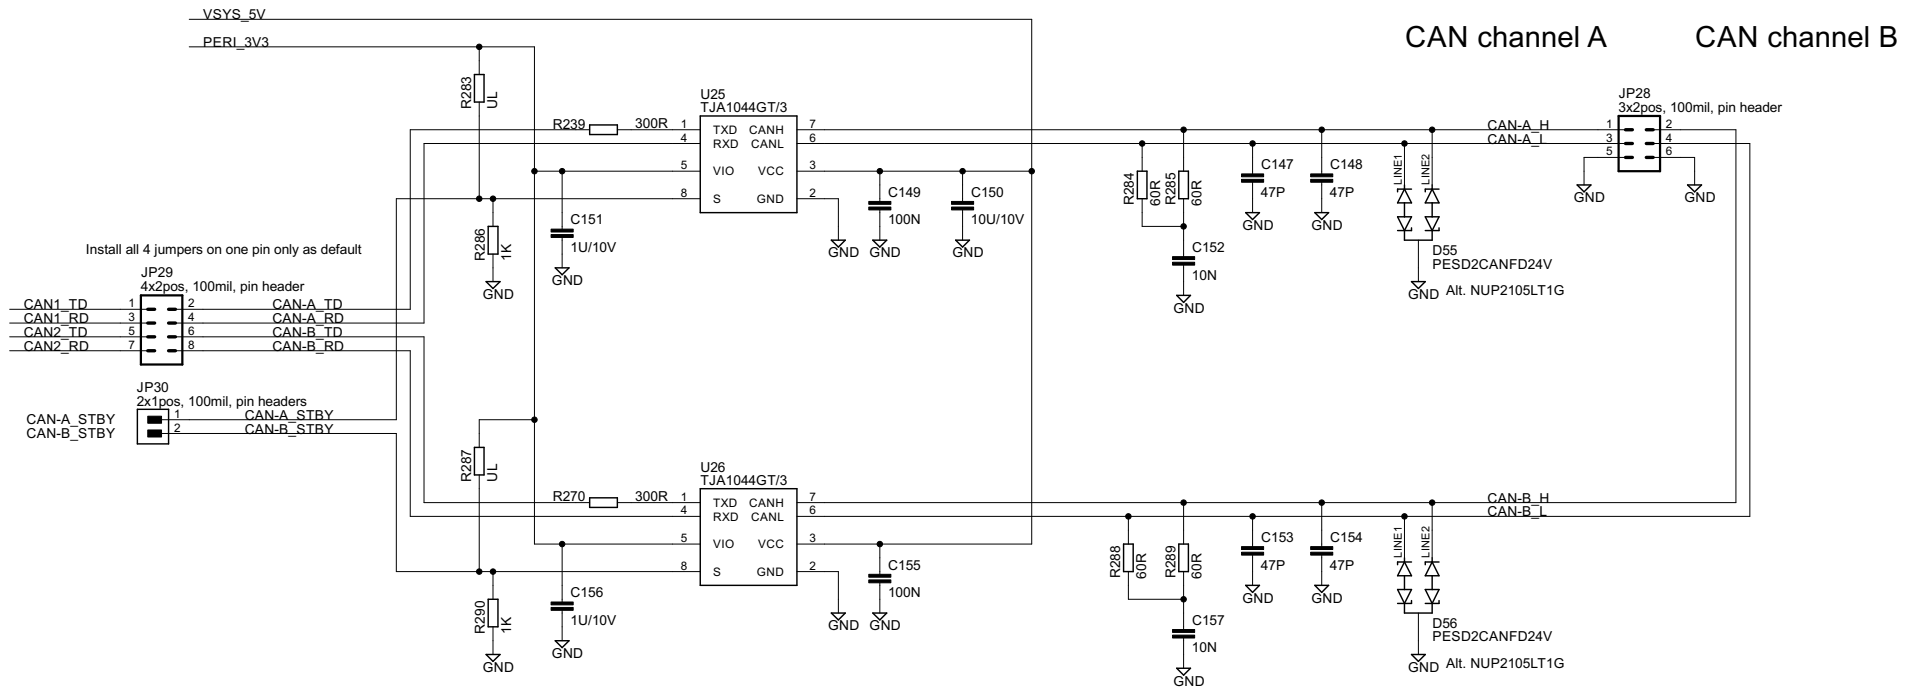 VSYS_5V
PERI_3V3
CAN channel A
CAN channel B
R283
UL
R239
300R
U25
TJA1044GT/3
1 TXD CANH 7
4 RXD CANL 6
5 VIO VCC 3
8 S GND 2
CAN-A_H
CAN-A_L
JP28
3x2pos, 100mil, pin header
1 2
3 4
5 6
GND
GND
R284
60R
R285
60R
C147
47P
GND
C148
47P
GND
LINE1
LINE2
C149
100N
GND
C150
10U/10V
GND
GND
C151
1U/10V
GND
R286
1K
GND
C152
10N
GND
D55
PESD2CANFD24V
GND
Alt. NUP2105LT1G
Install all 4 jumpers on one pin only as default
JP29
4x2pos, 100mil, pin header
CAN1_TD 1 2 CAN-A_TD
CAN1_RD 3 4 CAN-A_RD
CAN2_TD 5 6 CAN-B_TD
CAN2_RD 7 8 CAN-B_RD
JP30
2x1pos, 100mil, pin headers
CAN-A_STBY 1 CAN-A_STBY
CAN-B_STBY 2 CAN-B_STBY
R287
UL
R270
300R
U26
TJA1044GT/3
1 TXD CANH 7
4 RXD CANL 6
5 VIO VCC 3
8 S GND 2
CAN-B_H
CAN-B_L
R288
60R
R289
60R
C153
47P
GND
C154
47P
GND
LINE1
LINE2
C155
100N
GND
GND
C156
1U/10V
GND
R290
1K
GND
C157
10N
GND
D56
PESD2CANFD24V
GND
Alt. NUP2105LT1G